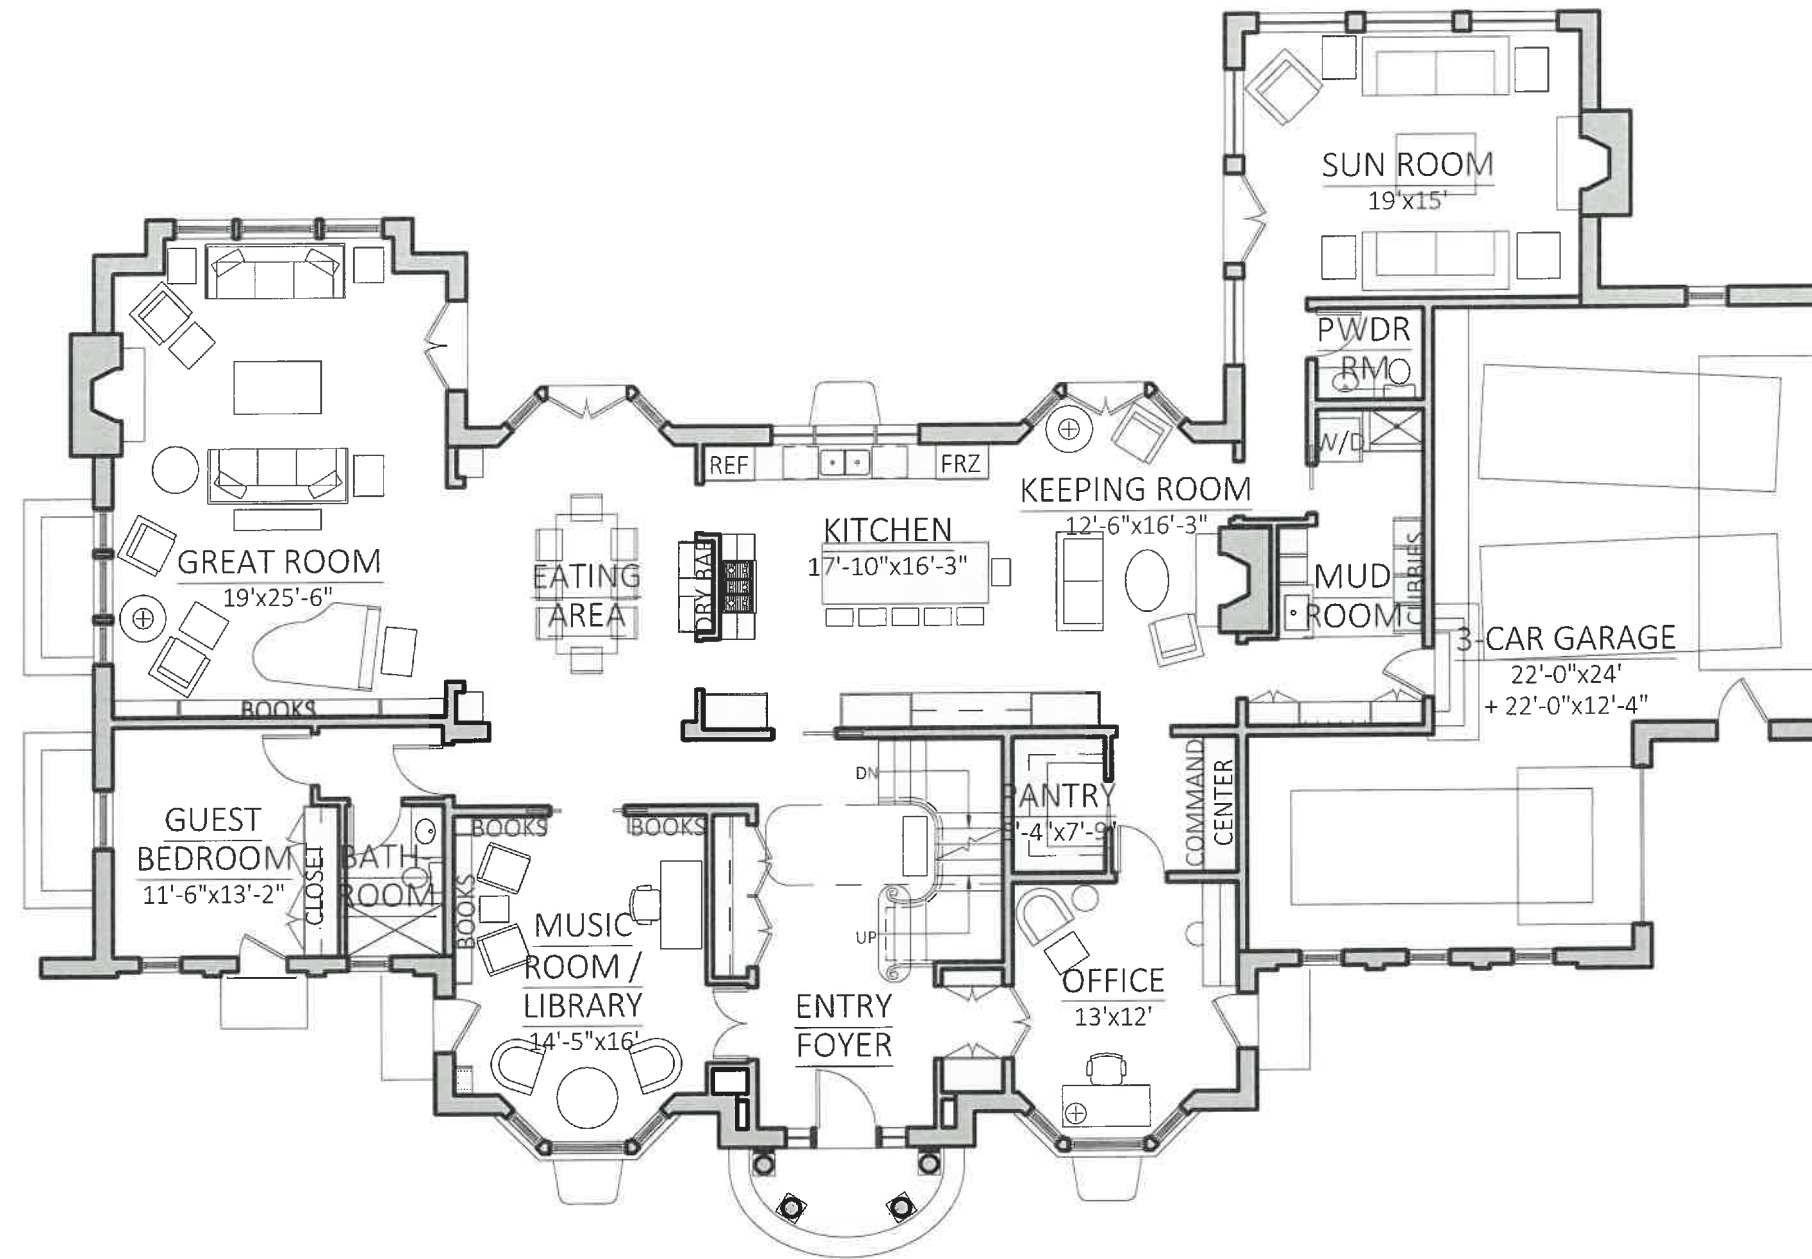 SUN ROOM
19'x15'
PWDR
RM
W/D
REF
FRZ
KEEPING ROOM
12'-6"x16'-3"
KITCHEN
17'-10"x16'-3"
GREAT ROOM
19'x25'-6"
EATING
AREA
DRY BAR
MUD
ROOM
CUBBIES
3-CAR GARAGE
22'-0"x24'
+ 22'-0"x12'-4"
BOOKS
DN
PANTRY
COMMAND
CENTER
GUEST
BEDROOM
11'-6"x13'-2"
CLOSET
BATH-
ROOM
BOOKS
BOOKS
BOOKS
MUSIC
ROOM /
LIBRARY
14'-5"x16'
UP
ENTRY
FOYER
OFFICE
13'x12'